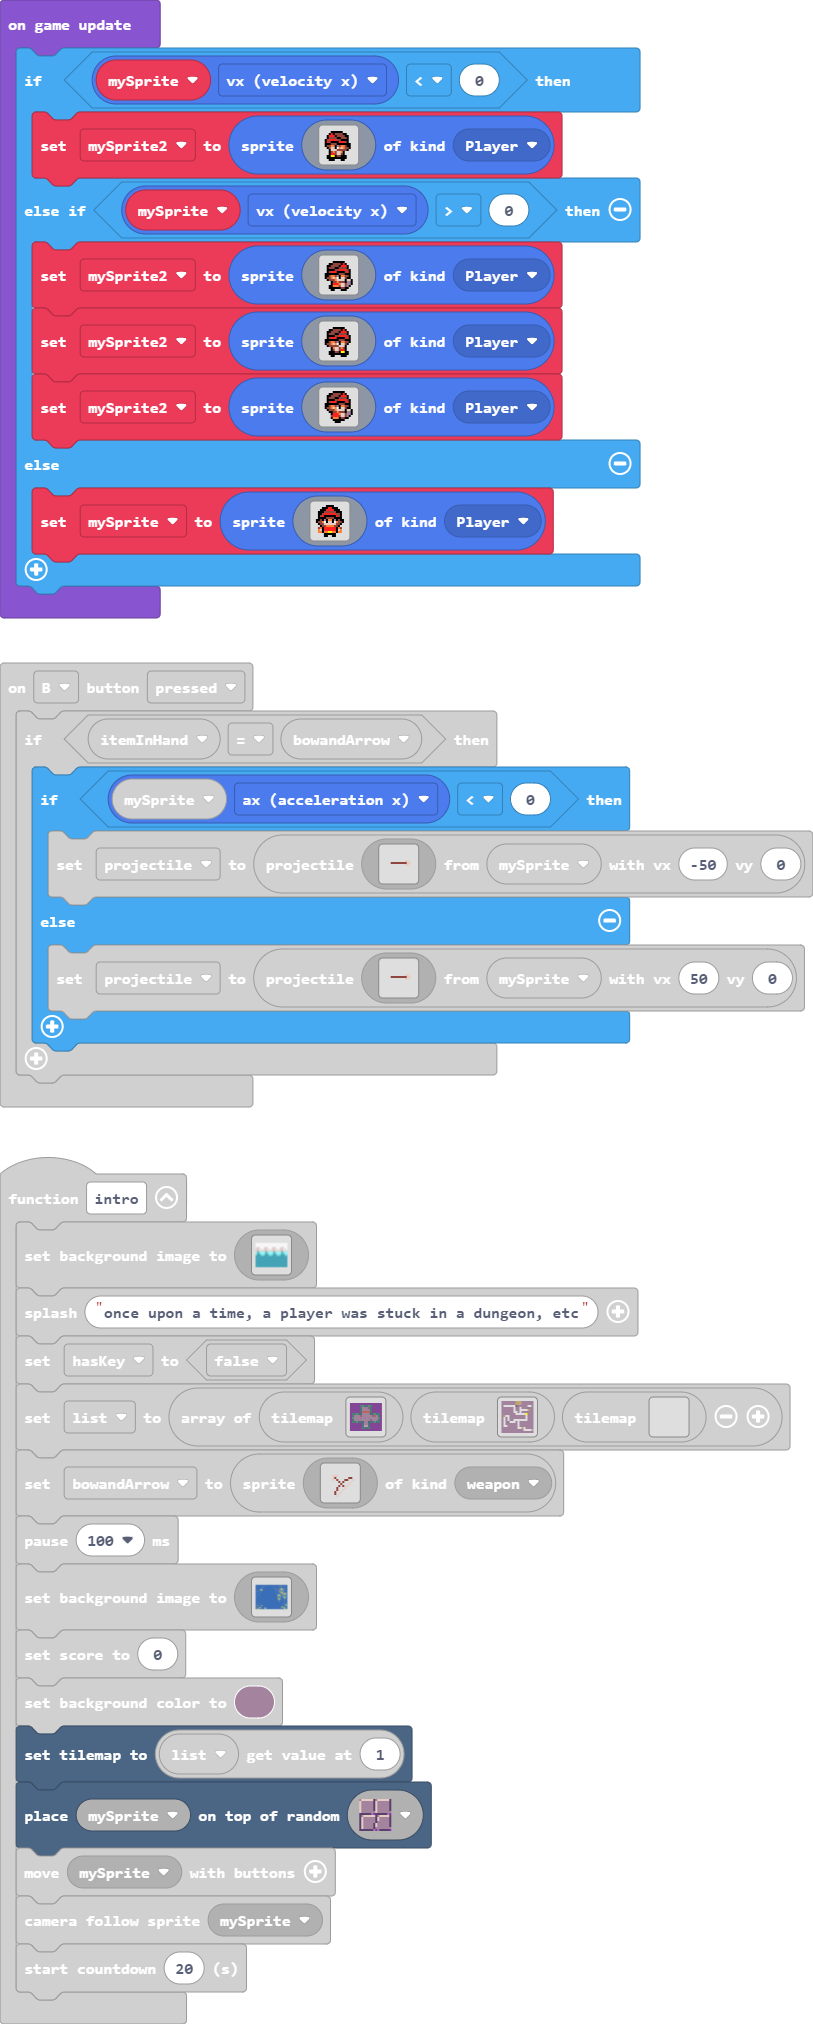 on game update
if mySprite vx (velocity x) < 0 then
set mySprite2 to sprite of kind Player
else if mySprite vx (velocity x) > 0 then
set mySprite2 to sprite of kind Player
set mySprite2 to sprite of kind Player
set mySprite2 to sprite of kind Player
else
set mySprite to sprite of kind Player
on B button pressed
if itemInHand = bowandArrow then
if mySprite ax (acceleration x) < 0 then
set projectile to projectile from mySprite with vx -50 vy 0
else
set projectile to projectile from mySprite with vx 50 vy 0
function intro
set background image to
splash "once upon a time, a player was stuck in a dungeon, etc"
set hasKey to false
set list to array of tilemap tilemap tilemap
set bowandArrow to sprite of kind weapon
pause 100 ms
set background image to
set score to 0
set background color to
set tilemap to list get value at 1
place mySprite on top of random
move mySprite with buttons
camera follow sprite mySprite
start countdown 20 (s)